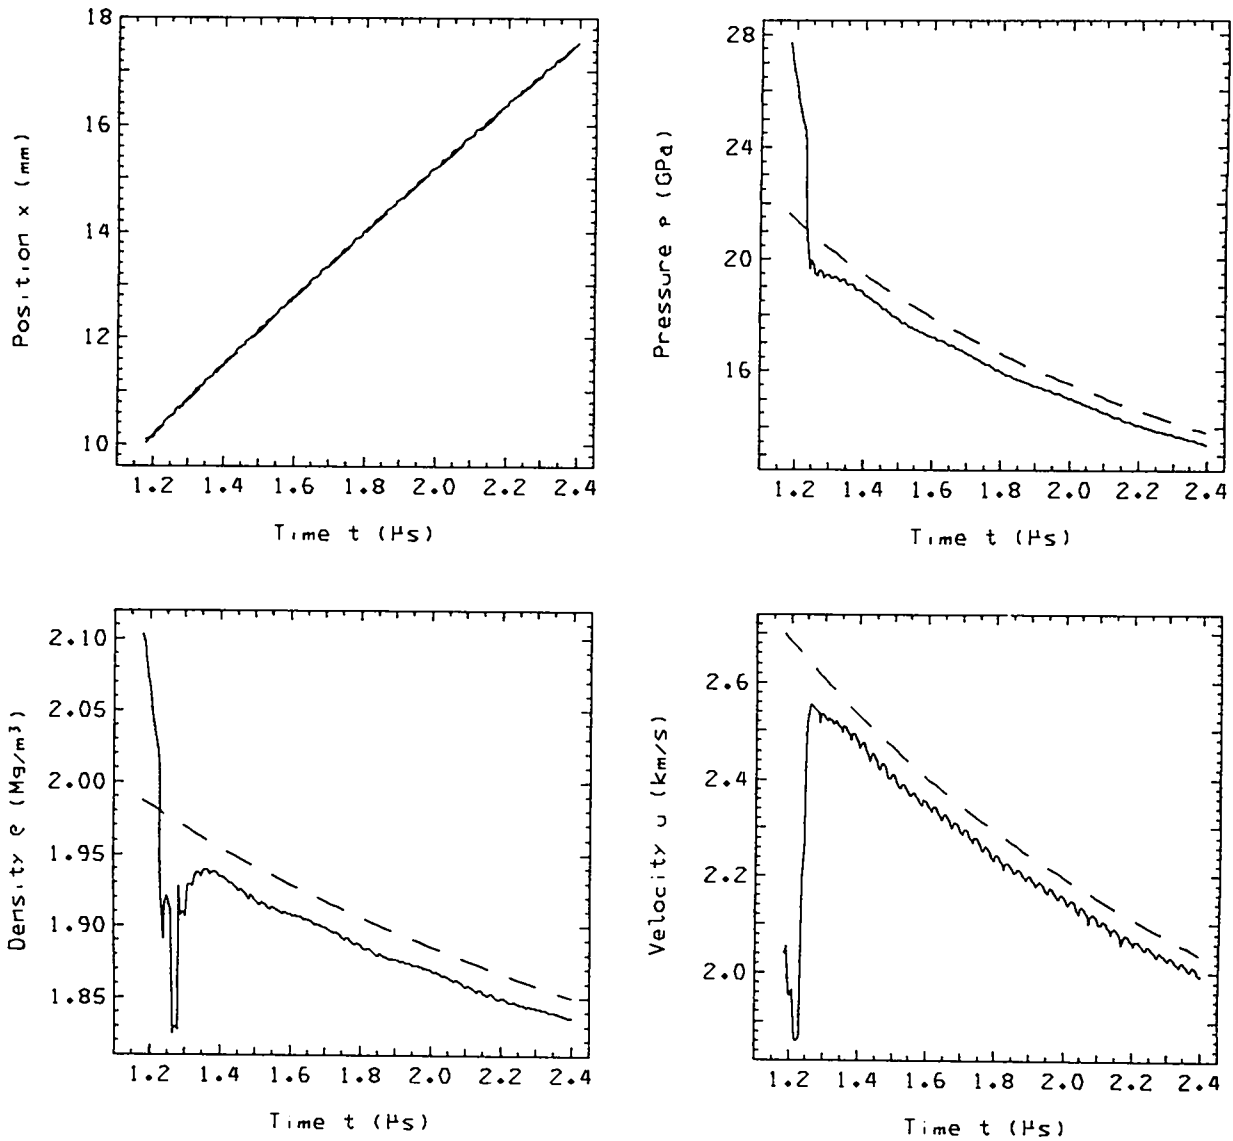 18
16
14
12
10
Position x (mm)
1.2 1.4 1.6 1.8 2.0 2.2 2.4
Time t (μs)
28
24
20
16
Pressure p (GPa)
1.2 1.4 1.6 1.8 2.0 2.2 2.4
Time t (μs)
2.10
2.05
2.00
1.95
1.90
1.85
Density ρ (Mg/m³)
1.2 1.4 1.6 1.8 2.0 2.2 2.4
Time t (μs)
2.6
2.4
2.2
2.0
Velocity u (km/s)
1.2 1.4 1.6 1.8 2.0 2.2 2.4
Time t (μs)